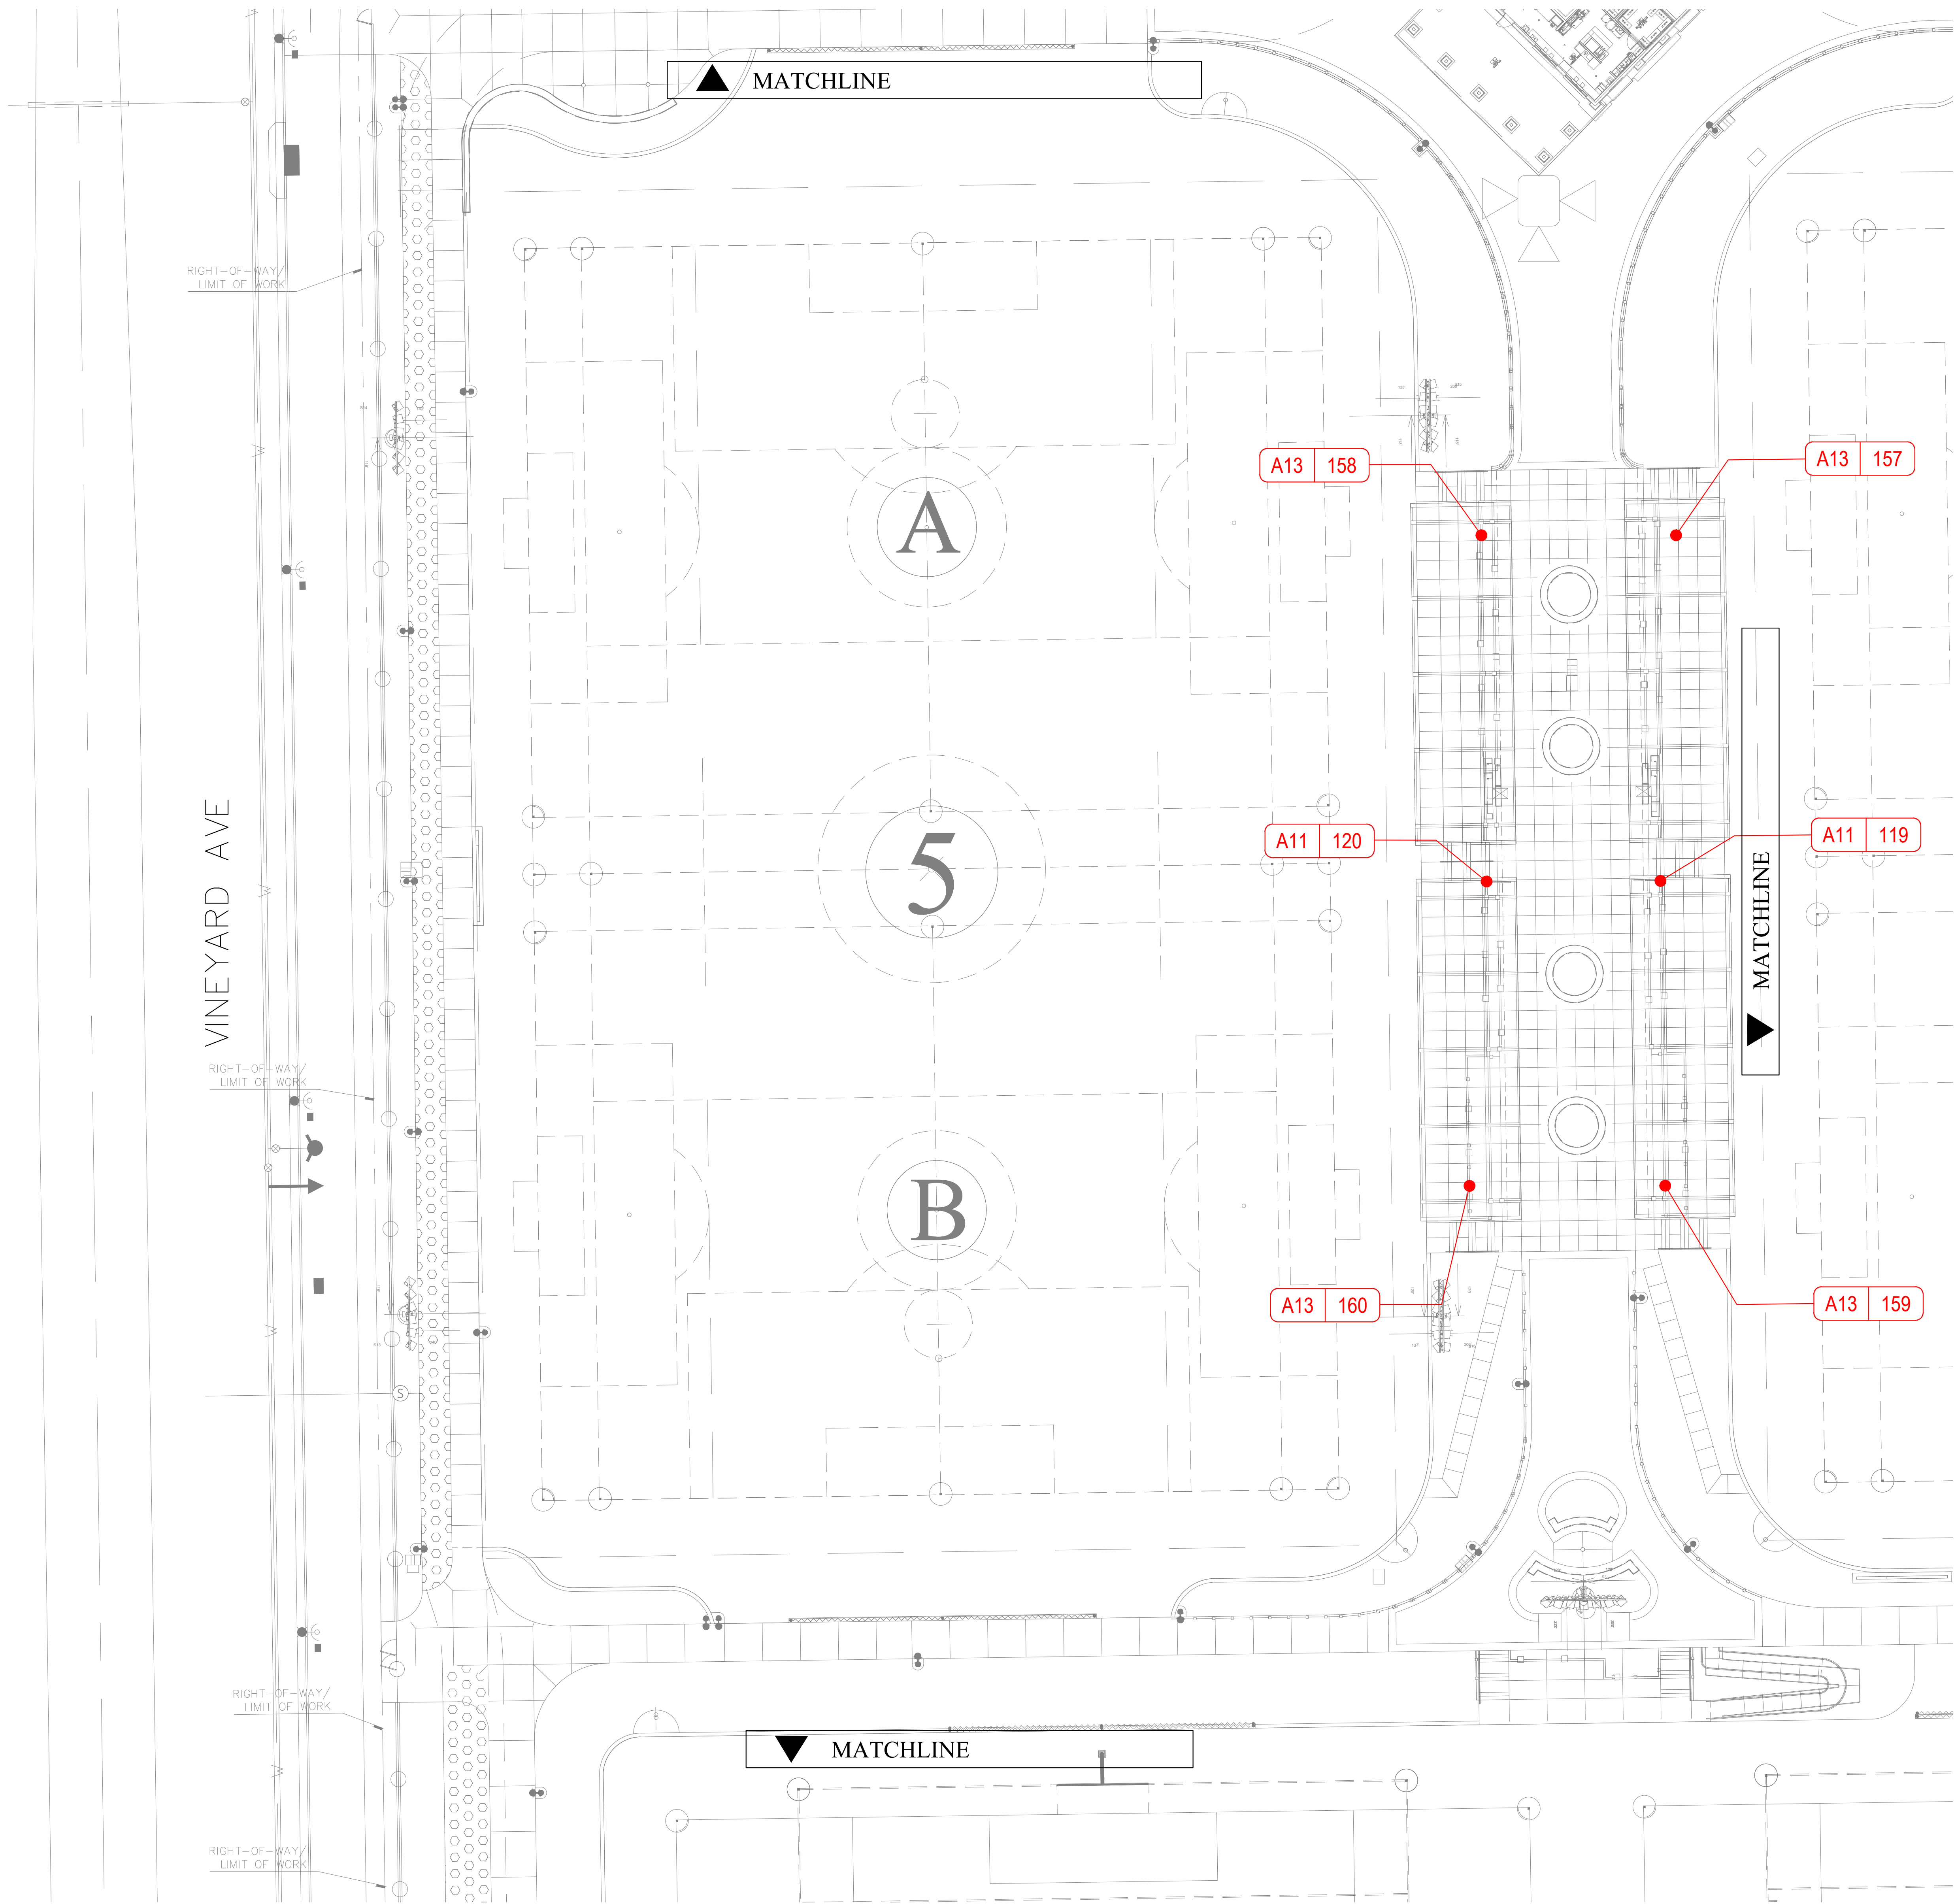 MATCHLINE
RIGHT-OF-WAY/
LIMIT OF WORK
A13 158
A13 157
A
VINEYARD AVE
5
A11 120
A11 119
MATCHLINE
RIGHT-OF-WAY/
LIMIT OF WORK
B
A13 160
A13 159
S
RIGHT-OF-WAY/
LIMIT OF WORK
MATCHLINE
RIGHT-OF-WAY/
LIMIT OF WORK